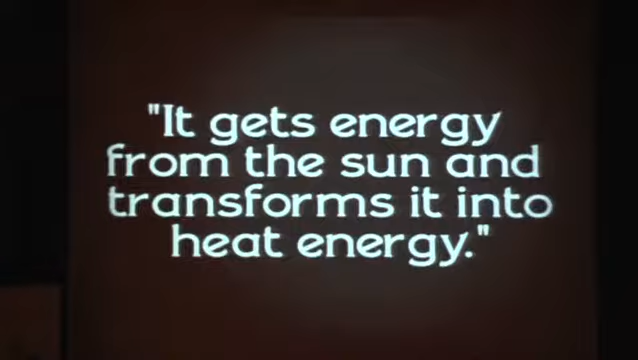 "It gets energy
from the sun and
transforms it into
heat energy."